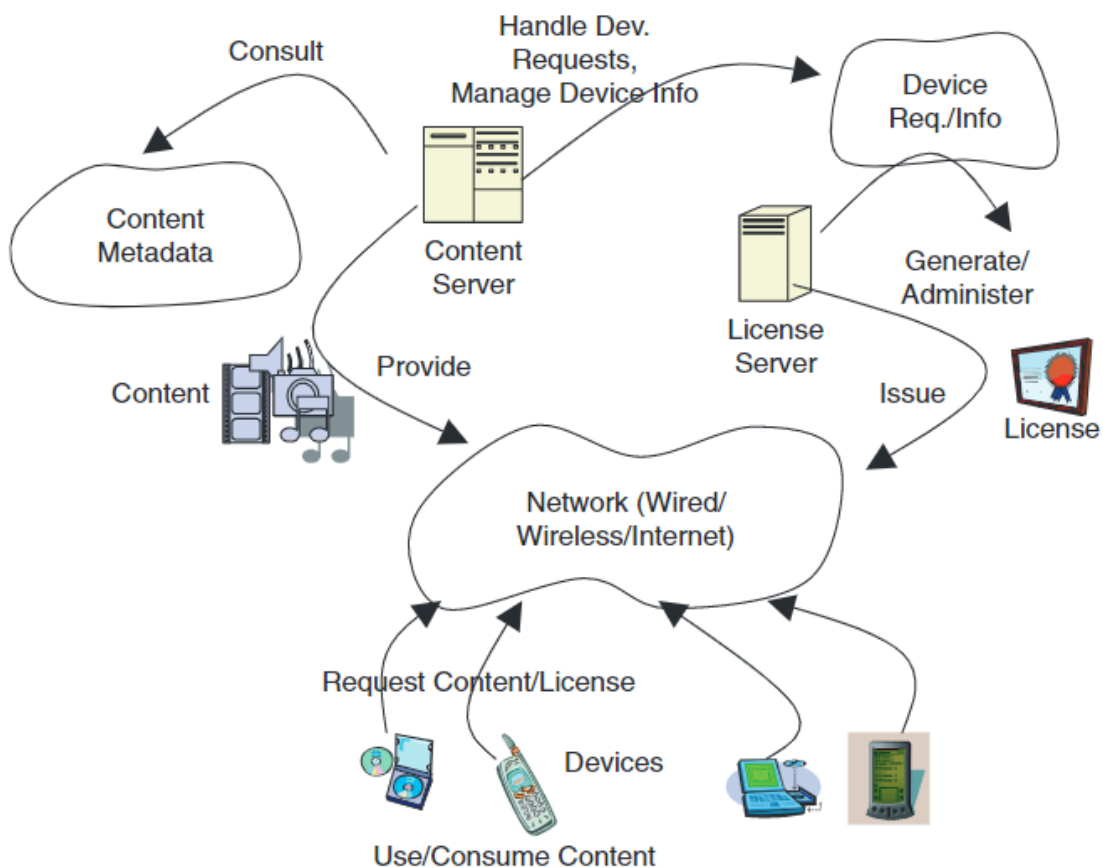 Handle Dev.
Requests,
Manage Device Info
Consult
Device
Req./Info
Content
Metadata
Content
Server
Generate/
Administer
License
Server
Provide
Content
Issue
License
Network (Wired/
Wireless/Internet)
Request Content/License
Devices
Use/Consume Content